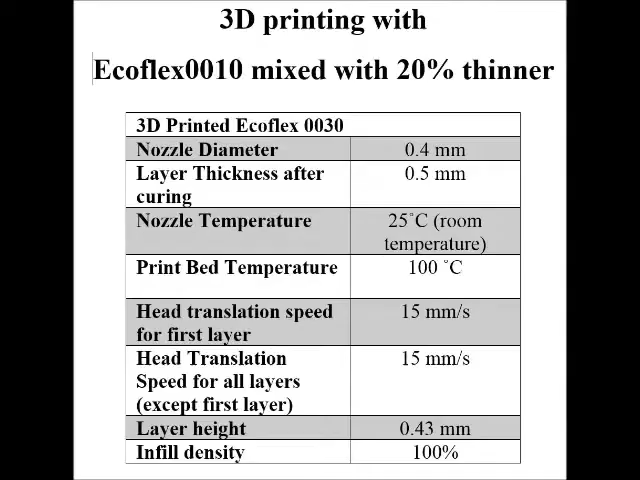 3D printing with
Ecoflex0010 mixed with 20% thinner
3D Printed Ecoflex 0030
Nozzle Diameter 0.4 mm
Layer Thickness after curing 0.5 mm
Nozzle Temperature 25˚C (room temperature)
Print Bed Temperature 100 ˚C
Head translation speed for first layer 15 mm/s
Head Translation Speed for all layers (except first layer) 15 mm/s
Layer height 0.43 mm
Infill density 100%